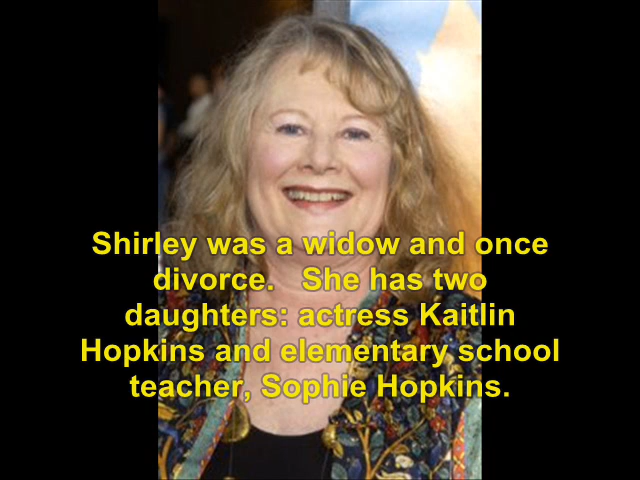 Shirley was a widow and once
divorce.   She has two
daughters: actress Kaitlin
Hopkins and elementary school
teacher, Sophie Hopkins.